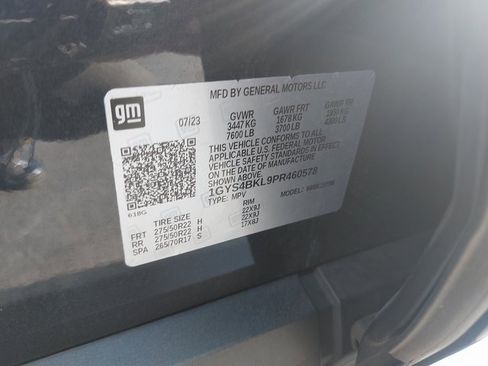 gm
MFD BY GENERAL MOTORS LLC
07/23
GVWR GAWR FRT GAWR RR
3447 KG 1678 KG
7600 LB 3700 LB
THIS VEHICLE CONFORMS TO ALL
APPLICABLE U.S. FEDERAL MOTOR
VEHICLE SAFETY STANDARDS IN EFFECT
ON THE DATE OF MANUFACTURE
SHOWN ABOVE.
1GYS4BKL9PR460578
TYPE: MPV MODEL:
618G
TIRE SIZE RIM
FRT 275/50R22 H 22X9J
RR 275/50R22 H 22X9J
SPA 265/70R17 S 17X8J